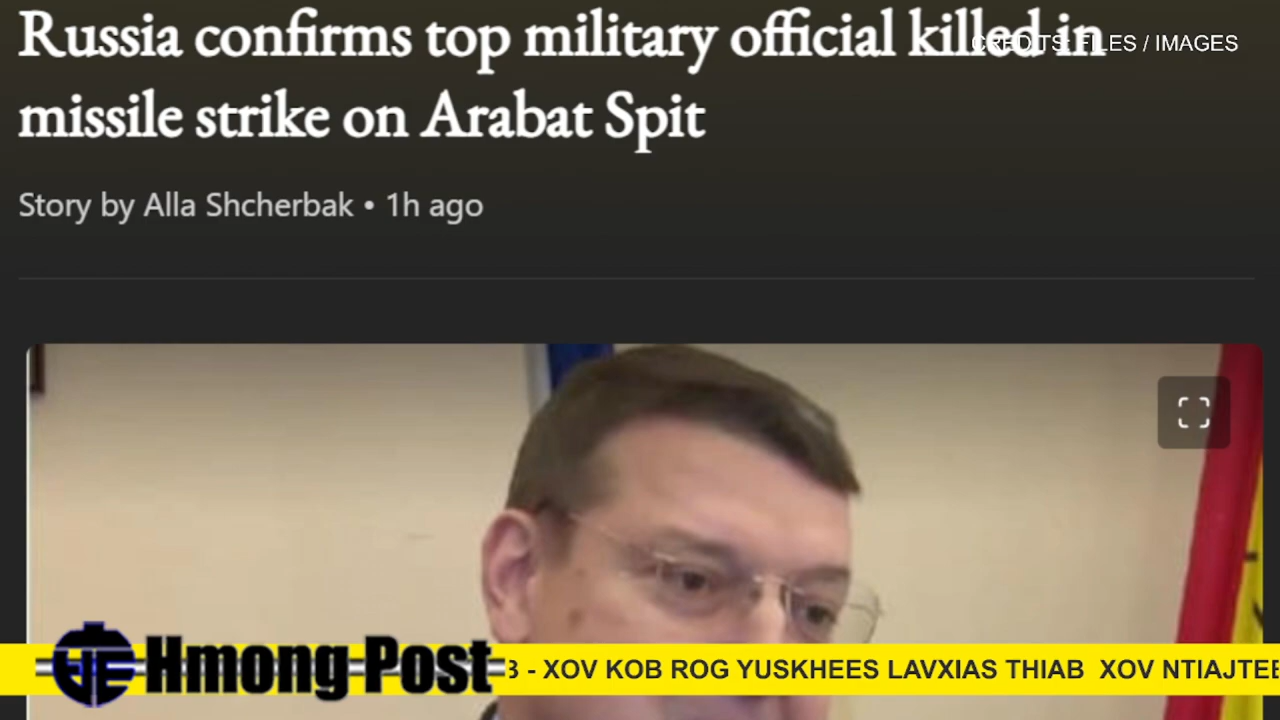 Russia confirms top military official killed in
CREDITS: FILES / IMAGES
missile strike on Arabat Spit
Story by Alla Shcherbak • 1h ago
Hmong Post
- XOV KOB ROG YUSKHEES LAVXIAS THIAB XOV